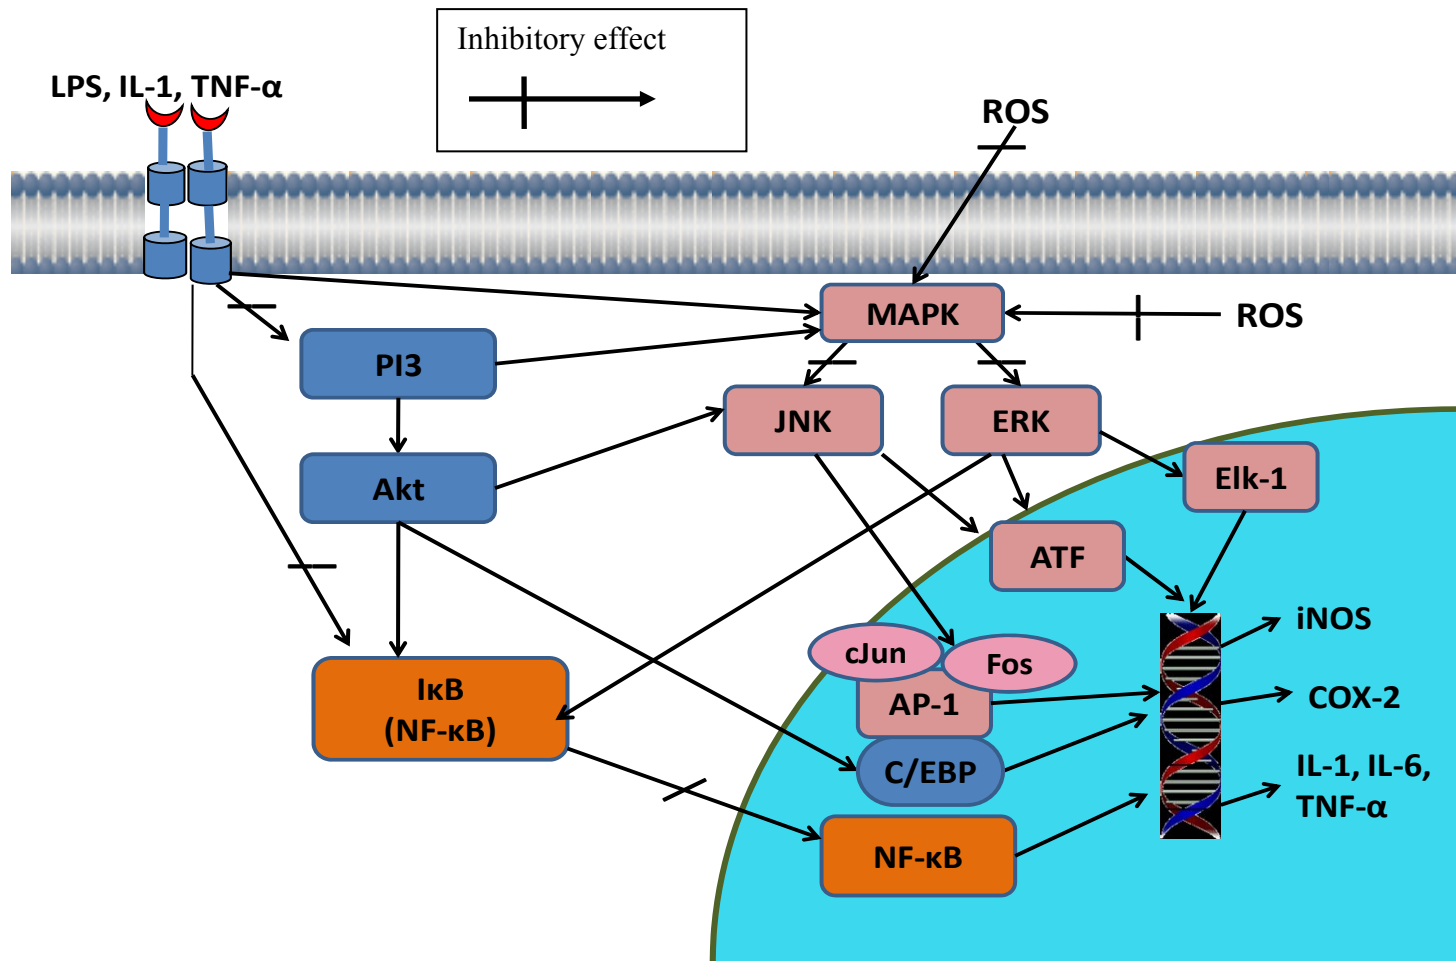 Inhibitory effect
LPS, IL-1, TNF-α
ROS
MAPK
ROS
PI3
JNK
ERK
Elk-1
Akt
ATF
iNOS
cJun
Fos
IκB
(NF-κB)
AP-1
COX-2
C/EBP
IL-1, IL-6,
TNF-α
NF-κB